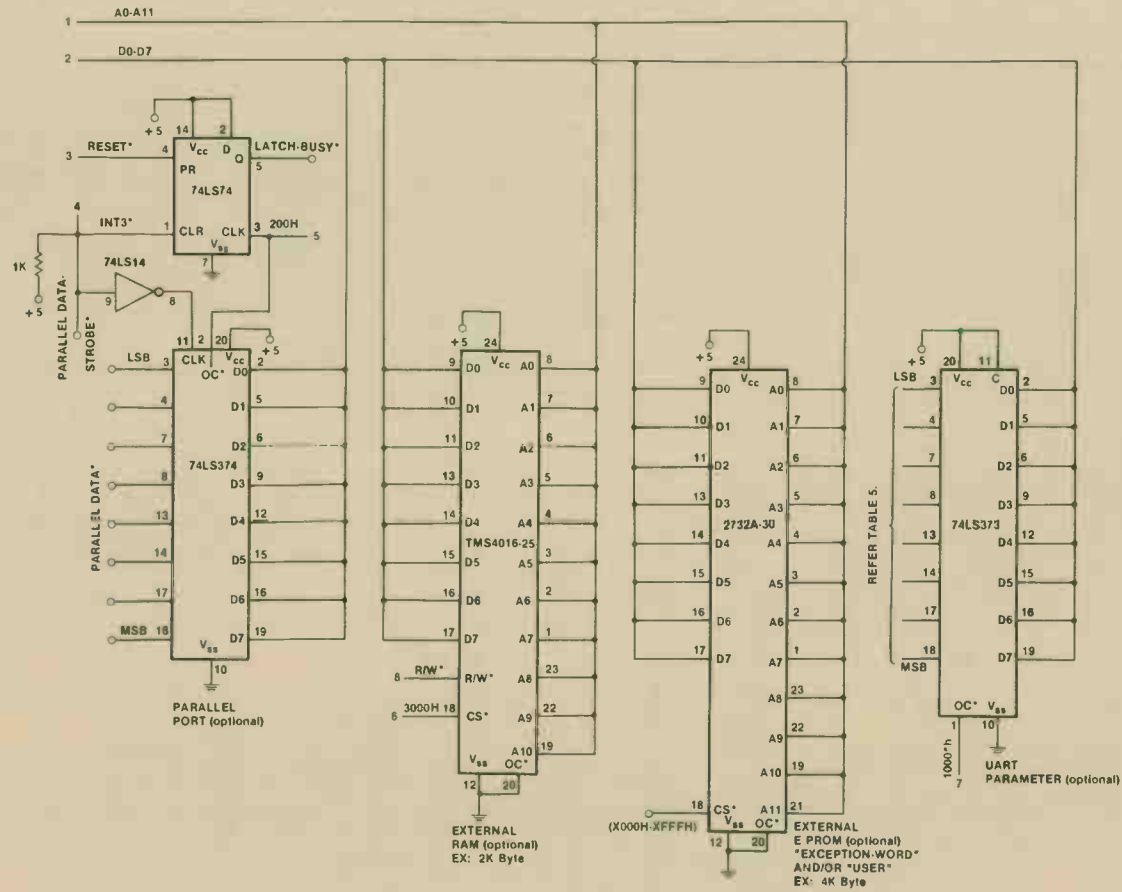 A0-A11
1
D0-D7
2
+5
14
2
Vcc
D
RESET*
3
4
PR
Q
LATCH-BUSY*
5
74LS74
4
INT3*
1
CLR
CLK
3
200H
5
Vss
7
1K
+5
74LS14
9
8
PARALLEL DATA-
STROBE*
11
2
20
+5
CLK
OC*
Vcc
LSB
3
D0
2
4
D1
5
7
D2
6
74LS374
8
D3
9
13
D4
12
14
D5
15
17
D6
16
MSB
18
D7
19
PARALLEL DATA*
Vss
10
PARALLEL
PORT (optional)
+5
24
Vcc
9
D0
A0
8
10
D1
A1
7
11
D2
A2
6
13
D3
A3
5
14
D4
A4
4
TMS4016-25
15
D5
A5
3
16
D6
A6
2
17
D7
A7
1
R/W*
8
R/W*
A8
23
3000H
6
18
CS*
A9
22
A10
19
Vss
OC*
12
20
EXTERNAL
RAM (optional)
EX: 2K Byte
+5
24
Vcc
9
D0
A0
8
10
D1
A1
7
11
D2
A2
6
13
D3
A3
5
2732A-30
14
D4
A4
4
15
D5
A5
3
16
D6
A6
2
17
D7
A7
1
A8
23
A9
22
A10
19
(X000H-XFFFH)
18
CS*
A11
21
Vss
OC*
12
20
EXTERNAL
E PROM (optional)
"EXCEPTION-WORD"
AND/OR "USER"
EX: 4K Byte
+5
20
11
Vcc
C
LSB
3
D0
2
4
D1
5
7
D2
6
8
D3
9
74LS373
13
D4
12
14
D5
15
17
D6
16
18
D7
19
MSB
REFER TABLE 5.
OC*
Vss
1
10
1000*h
7
UART
PARAMETER (optional)